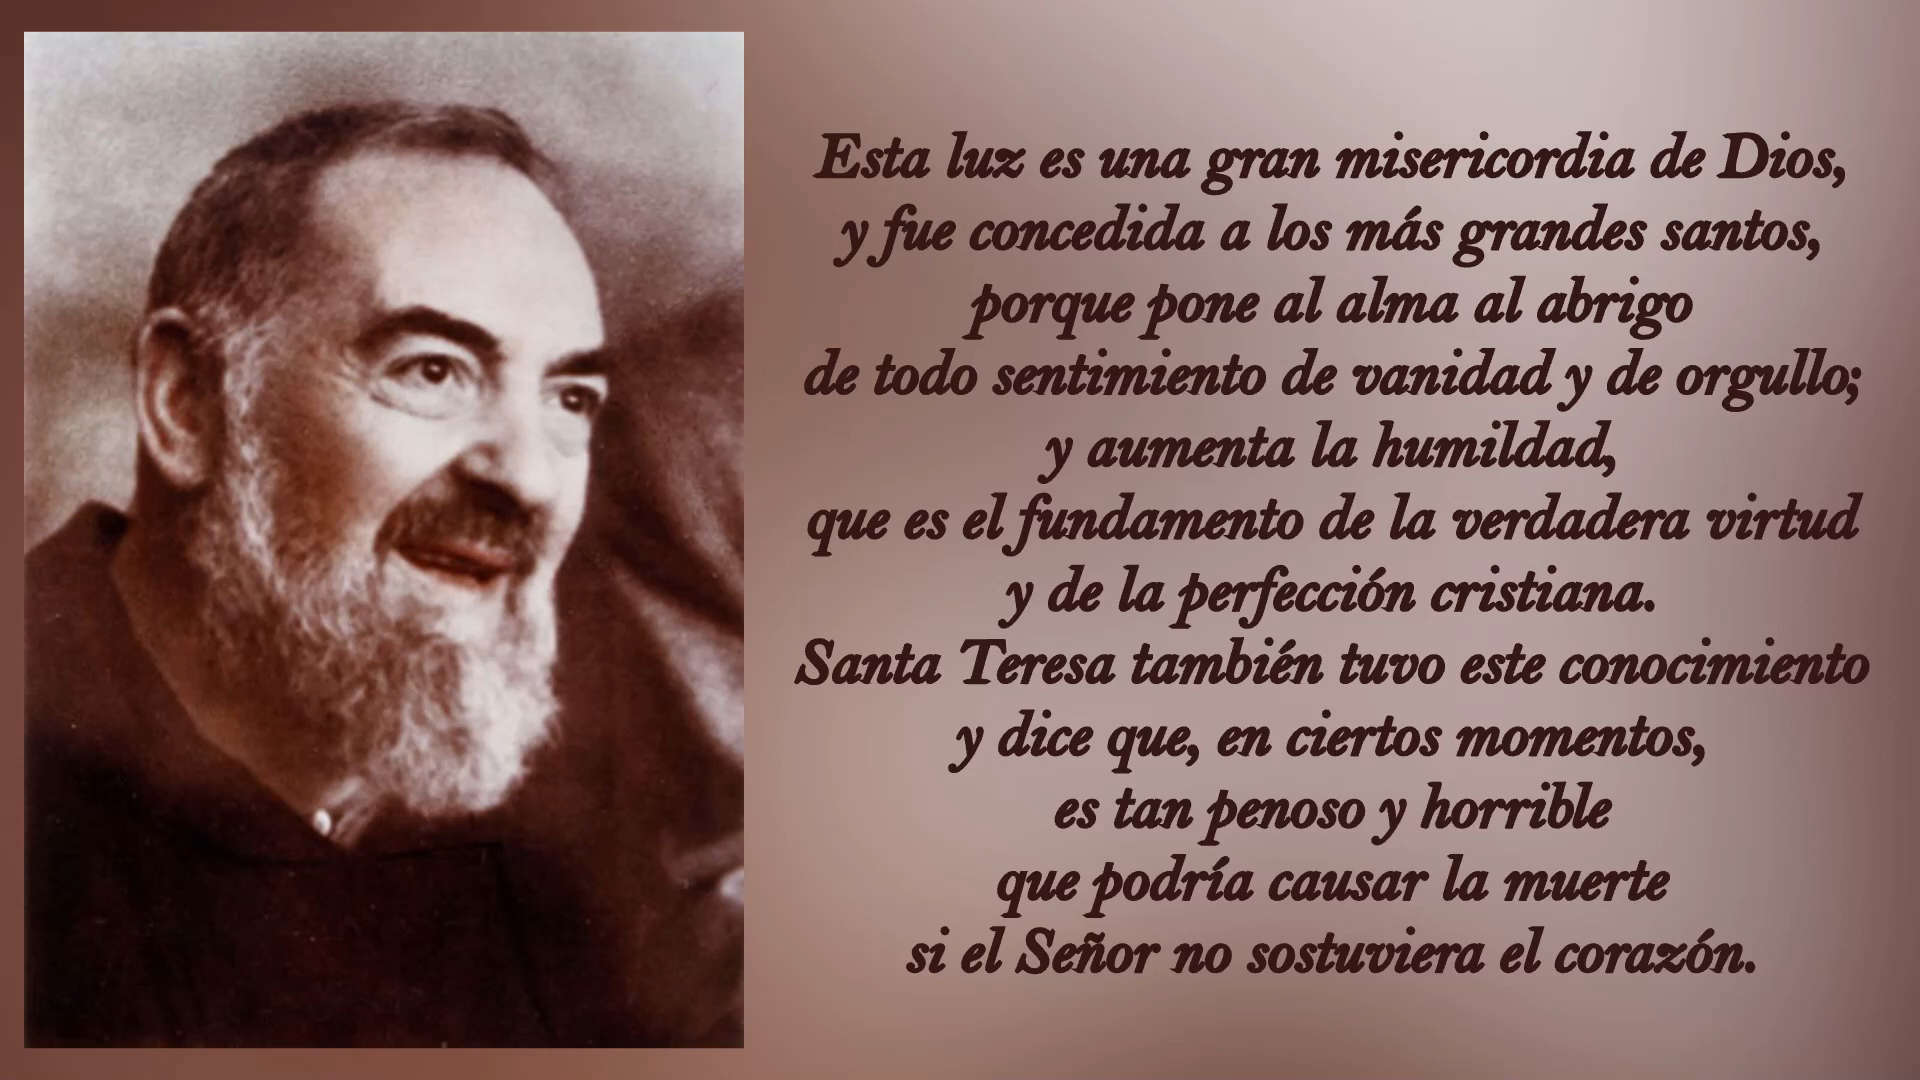 Esta luz es una gran misericordia de Dios,
y fue concedida a los más grandes santos,
porque pone al alma al abrigo
de todo sentimiento de vanidad y de orgullo;
y aumenta la humildad,
que es el fundamento de la verdadera virtud
y de la perfección cristiana.
Santa Teresa también tuvo este conocimiento
y dice que, en ciertos momentos,
es tan penoso y horrible
que podría causar la muerte
si el Señor no sostuviera el corazón.